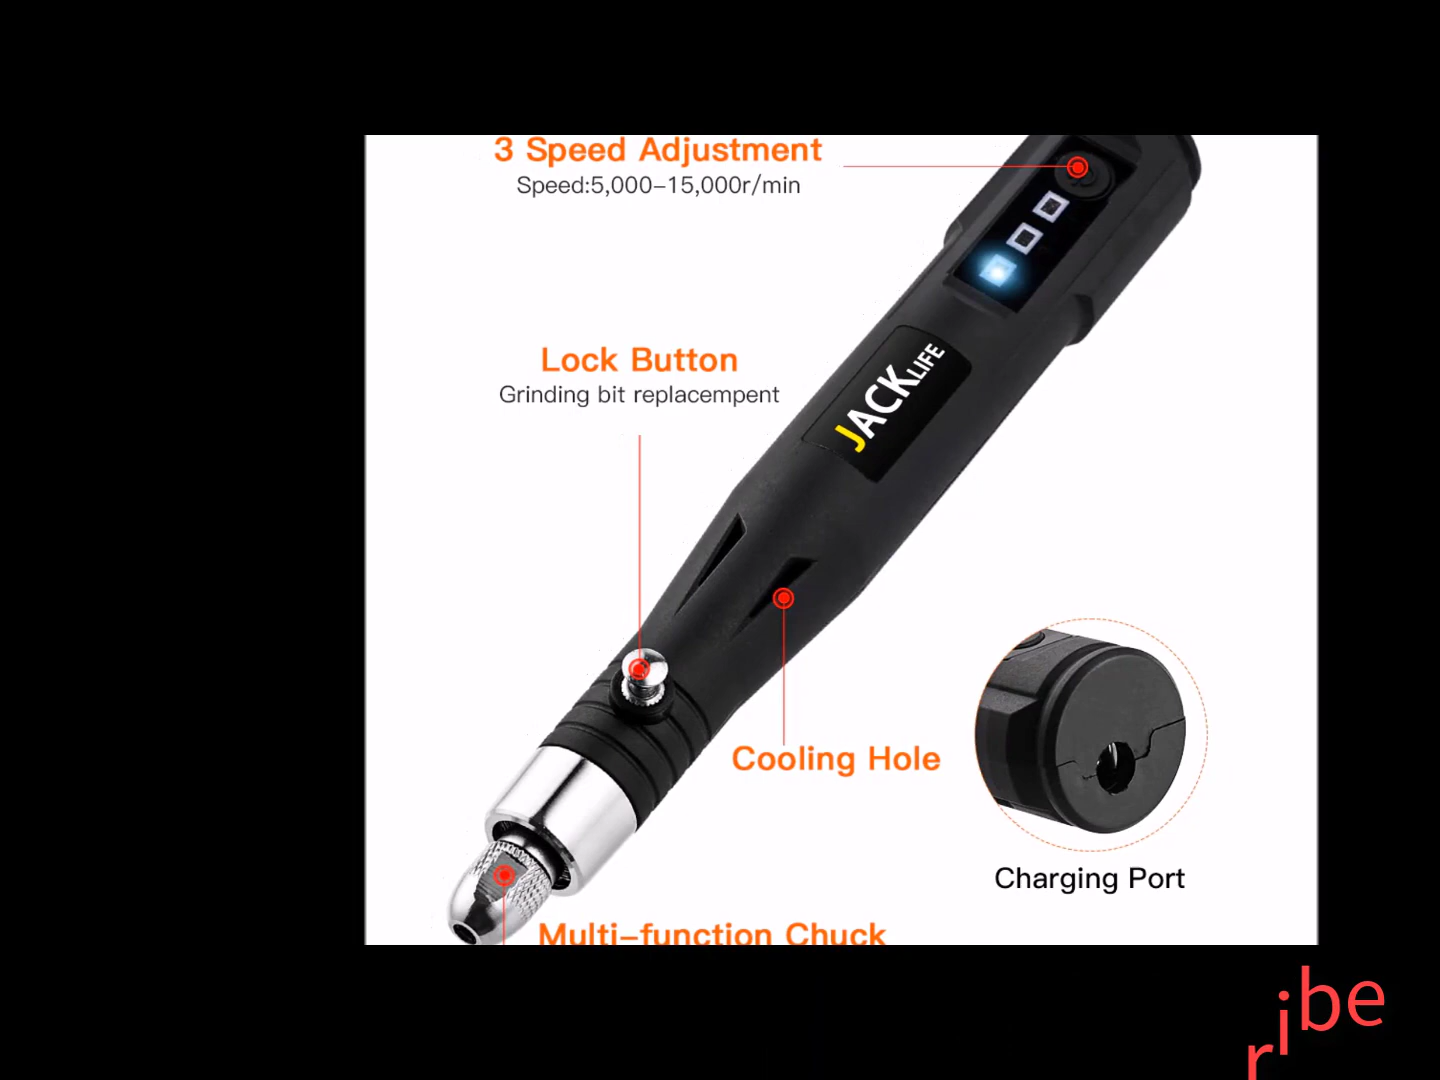 3 Speed Adjustment
Speed:5,000–15,000r/min
JACKLIFE
Lock Button
Grinding bit replacempent
Cooling Hole
Charging Port
Multi–function Chuck
ribe